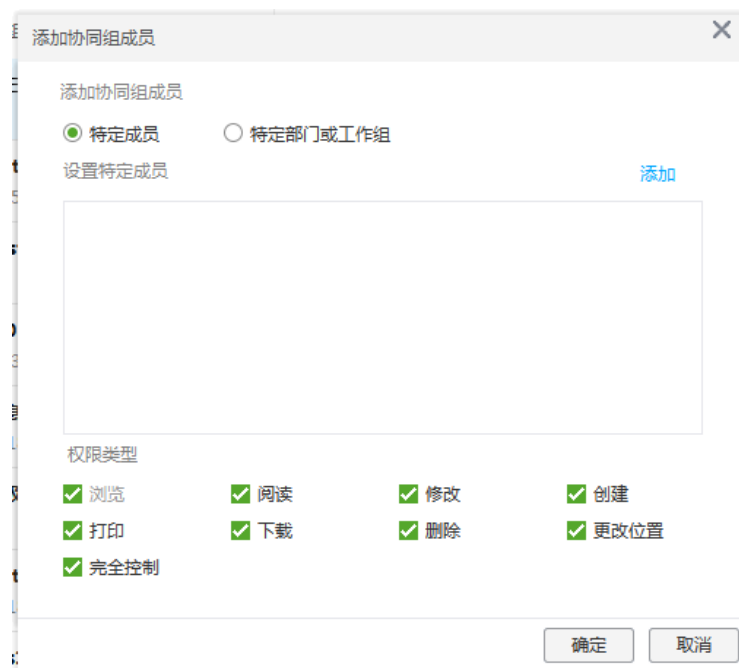 添加协同组成员
添加协同组成员
特定成员 特定部门或工作组
设置特定成员 添加
权限类型
浏览 阅读 修改 创建
打印 下载 删除 更改位置
完全控制
确定 取消